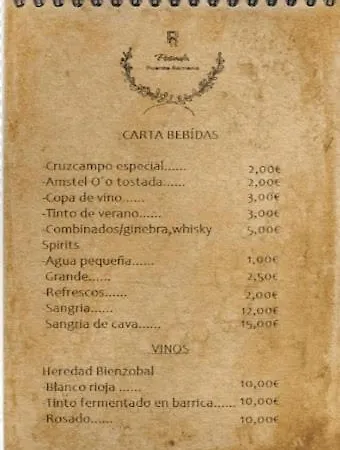 R
Posada
CARTA BEBÍDAS
-Cruzcampo especial...... 2,00€
-Amstel O´o tostada...... 2,00€
-Copa de vino...... 3,00€
-Tinto de verano...... 3,00€
-Combinados/ginebra,whisky 5,00€
Spirits
-Agua pequeña...... 1,00€
-Grande...... 2,50€
-Refrescos...... 2,00€
-Sangria...... 12,00€
Sangria de cava...... 15,00€
VINOS
Heredad Bienzobal
-Blanco rioja ...... 10,00€
-Tinto fermentado en barrica...... 10,00€
-Rosado...... 10,00€